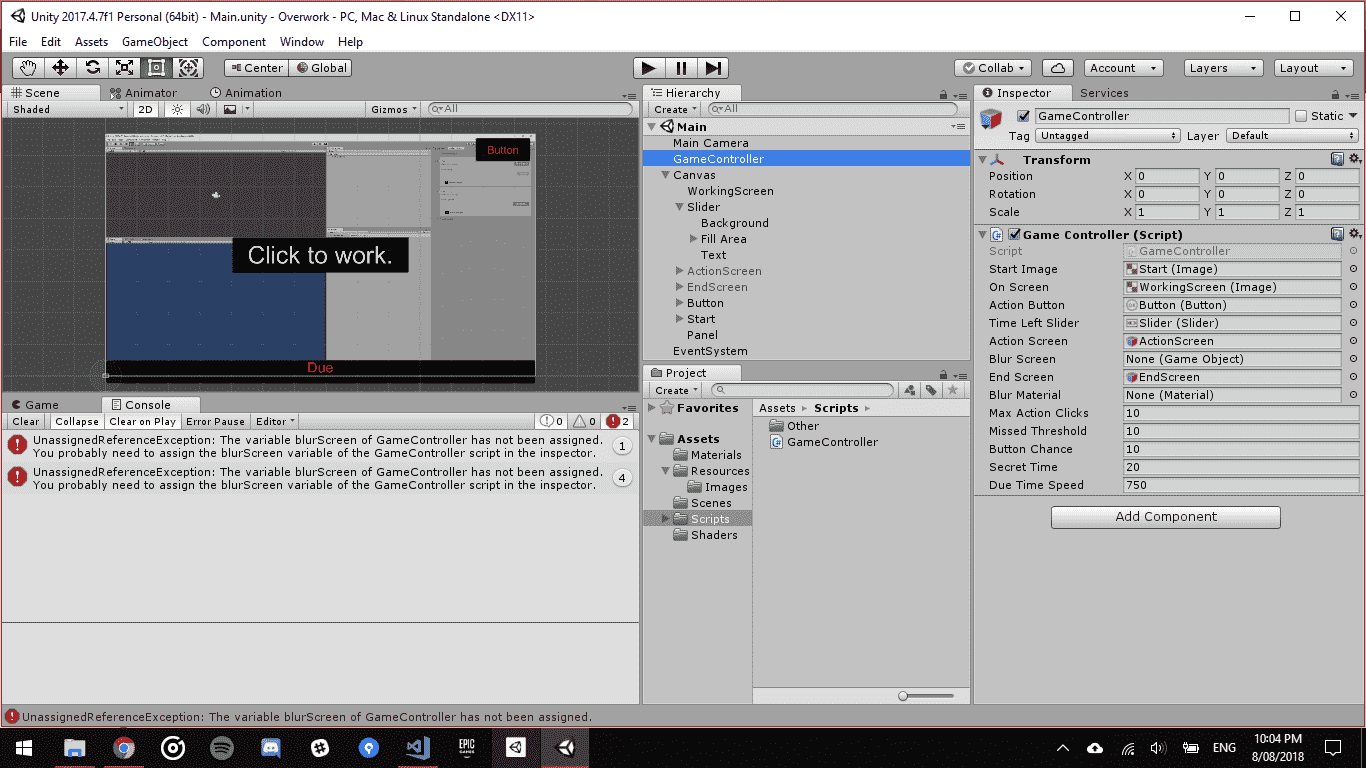 Unity 2017.4.7f1 Personal (64bit) - Main.unity - Overwork - PC, Mac & Linux Standalone <DX11>
File Edit Assets GameObject Component Window Help
Center Global Collab Account Layers Layout
Scene Animator Animation
Shaded 2D Gizmos All
Button
Click to work.
Due
Game Console
Clear Collapse Clear on Play Error Pause Editor 0 0 2
UnassignedReferenceException: The variable blurScreen of GameController has not been assigned.
You probably need to assign the blurScreen variable of the GameController script in the inspector.
1
UnassignedReferenceException: The variable blurScreen of GameController has not been assigned.
You probably need to assign the blurScreen variable of the GameController script in the inspector.
4
Hierarchy
Create All
Main
Main Camera
GameController
Canvas
WorkingScreen
Slider
Background
Fill Area
Text
ActionScreen
EndScreen
Button
Start
Panel
EventSystem
Project
Create
Favorites
Assets
Materials
Resources
Images
Scenes
Scripts
Shaders
Assets Scripts
Other
GameController
Inspector Services
GameController Static
Tag Untagged Layer Default
Transform
Position X 0 Y 0 Z 0
Rotation X 0 Y 0 Z 0
Scale X 1 Y 1 Z 1
Game Controller (Script)
Script GameController
Start Image Start (Image)
On Screen WorkingScreen (Image)
Action Button Button (Button)
Time Left Slider Slider (Slider)
Action Screen ActionScreen
Blur Screen None (Game Object)
End Screen EndScreen
Blur Material None (Material)
Max Action Clicks 10
Missed Threshold 10
Button Chance 10
Secret Time 20
Due Time Speed 750
Add Component
UnassignedReferenceException: The variable blurScreen of GameController has not been assigned.
EPIC
GAMES
ENG
10:04 PM
8/08/2018